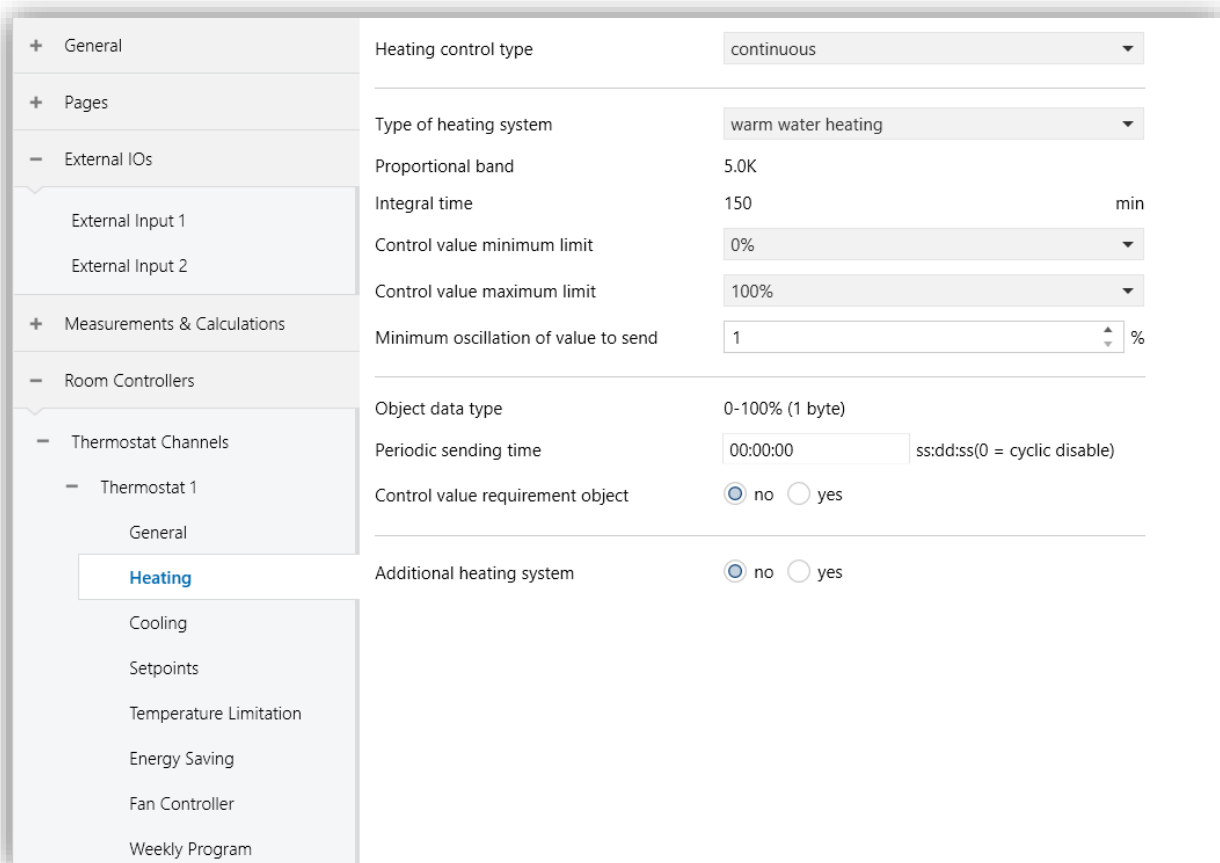 General
Pages
External IOs
External Input 1
External Input 2
Measurements & Calculations
Room Controllers
Thermostat Channels
Thermostat 1
General
Heating
Cooling
Setpoints
Temperature Limitation
Energy Saving
Fan Controller
Weekly Program
Heating control type continuous
Type of heating system warm water heating
Proportional band 5.0K
Integral time 150 min
Control value minimum limit 0%
Control value maximum limit 100%
Minimum oscillation of value to send 1 %
Object data type 0-100% (1 byte)
Periodic sending time 00:00:00 ss:dd:ss(0 = cyclic disable)
Control value requirement object no yes
Additional heating system no yes